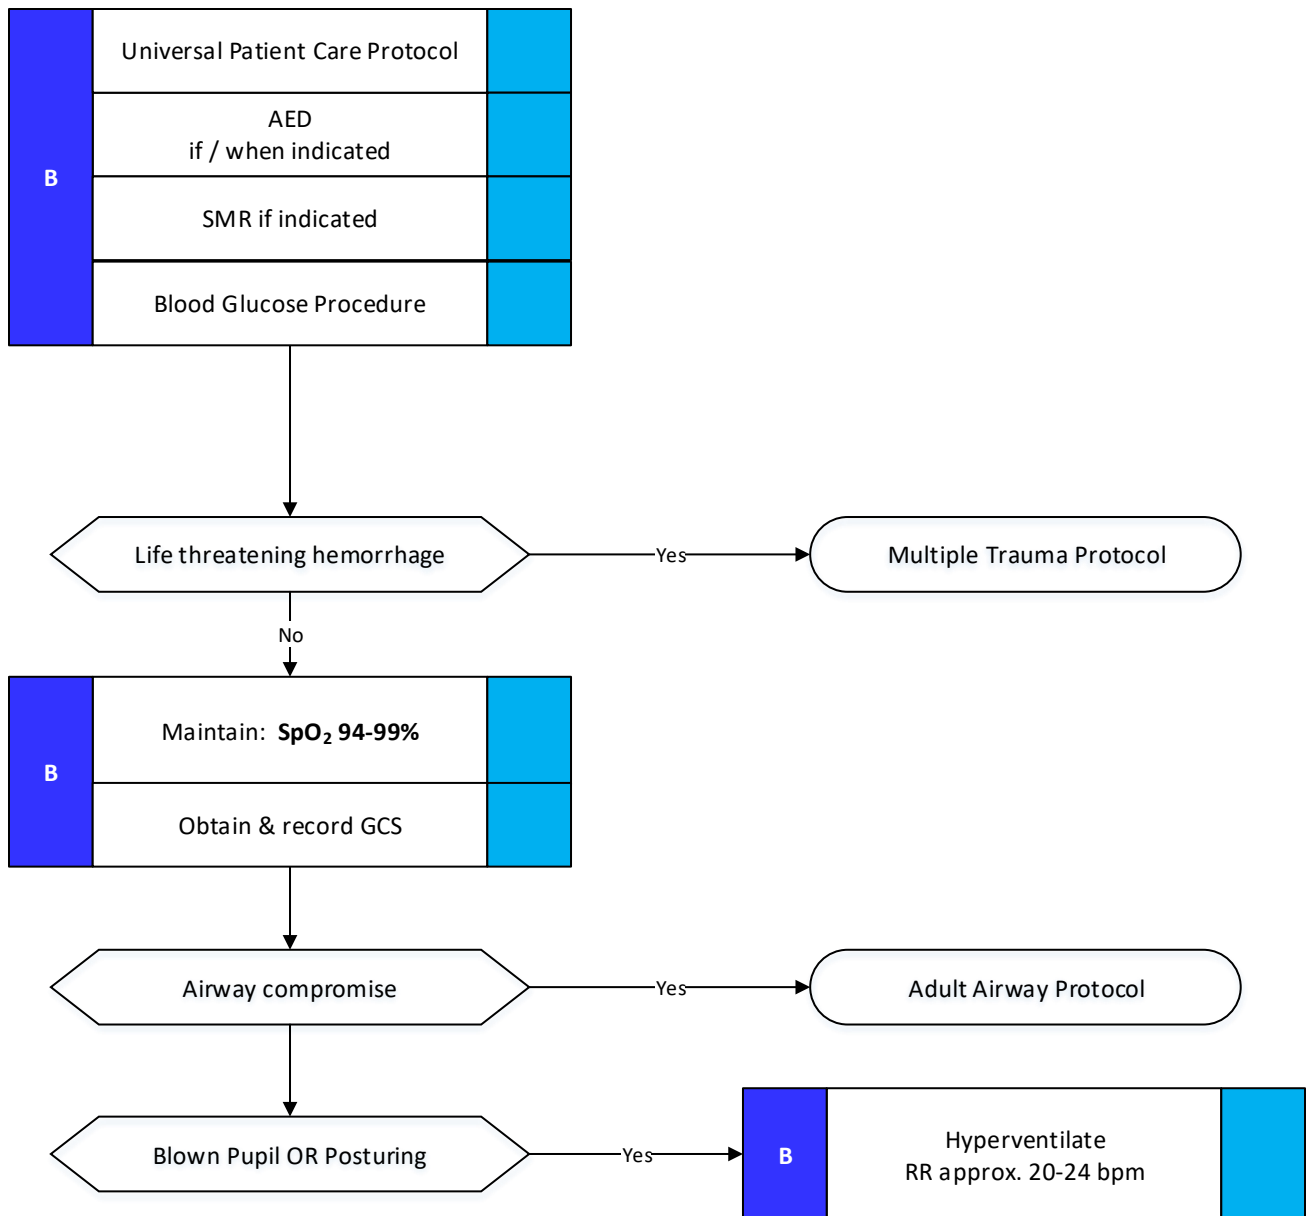 Universal Patient Care Protocol
AED
if / when indicated
B
SMR if indicated
Blood Glucose Procedure
Life threatening hemorrhage
Yes
Multiple Trauma Protocol
No
Maintain: SpO₂ 94-99%
B
Obtain & record GCS
Airway compromise
Yes
Adult Airway Protocol
Blown Pupil OR Posturing
Yes
B
Hyperventilate
RR approx. 20-24 bpm